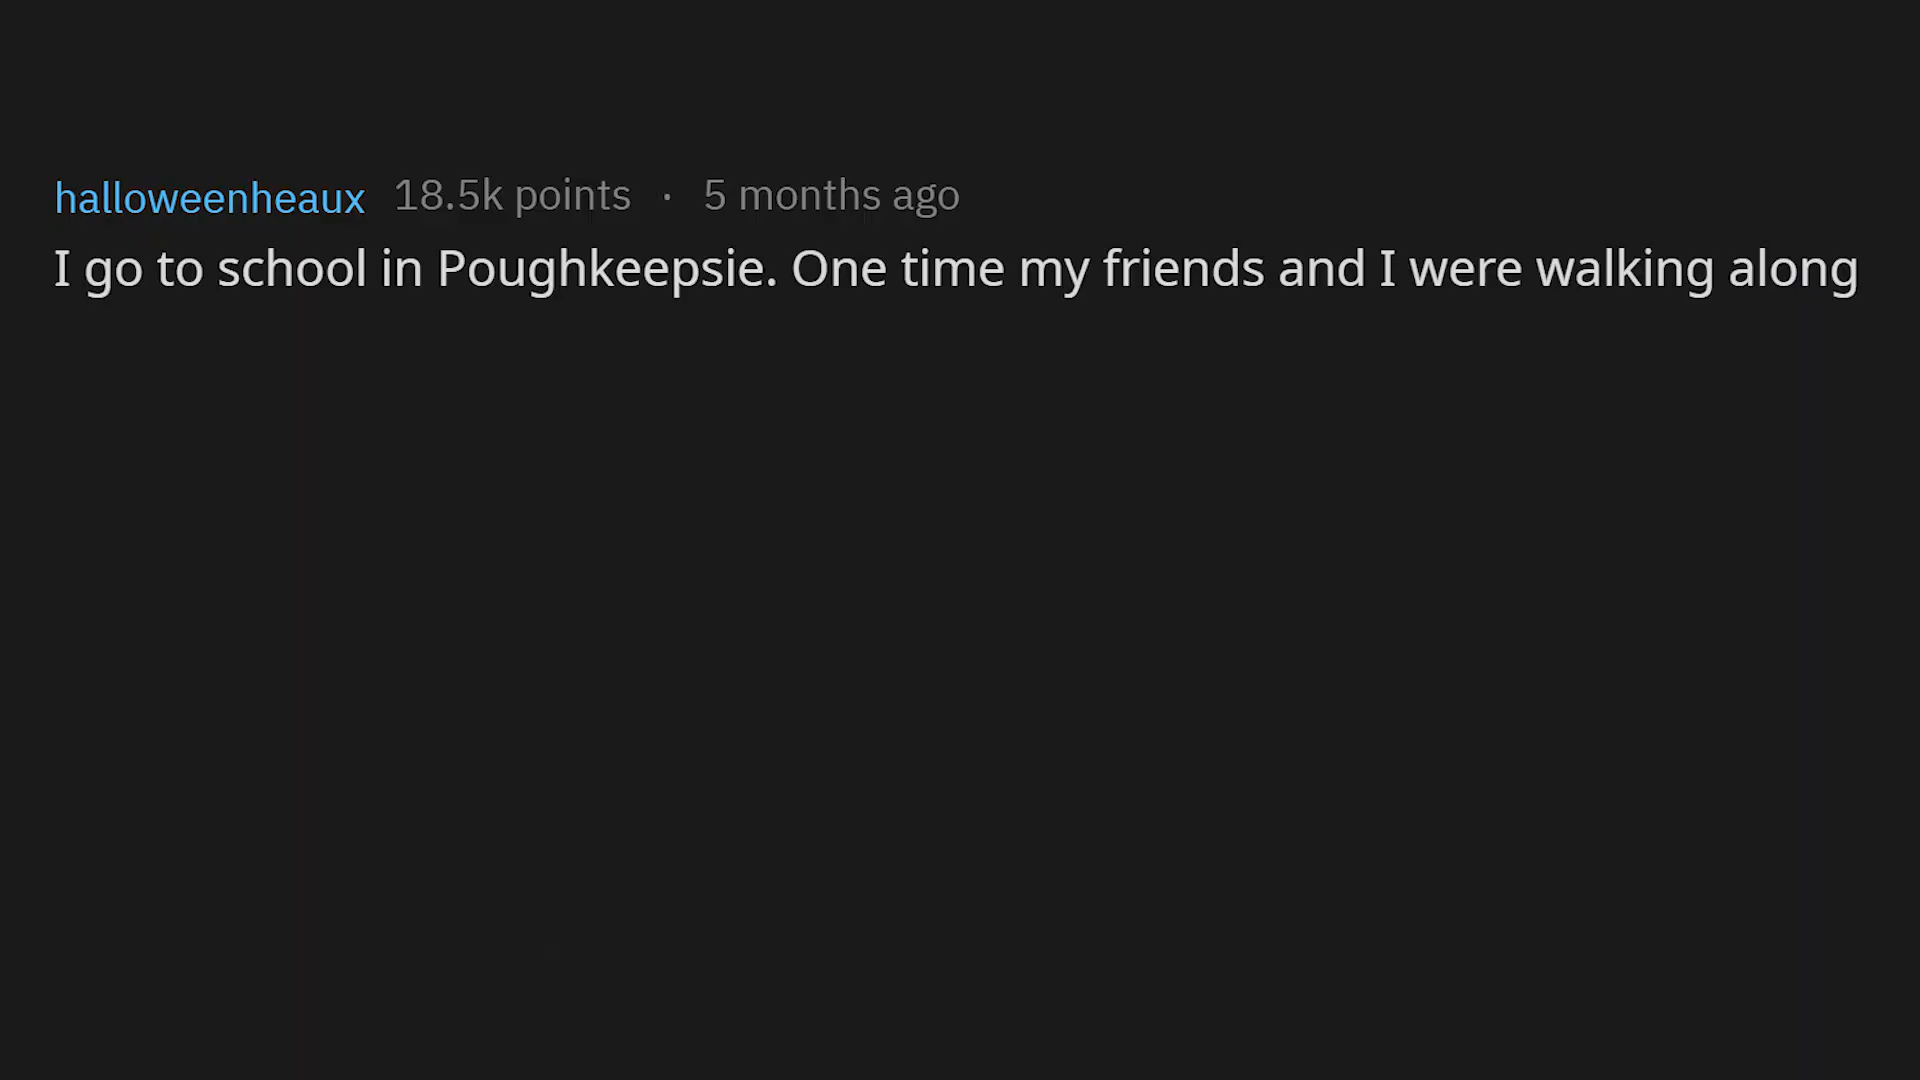 halloweenheaux 18.5k points · 5 months ago
I go to school in Poughkeepsie. One time my friends and I were walking along